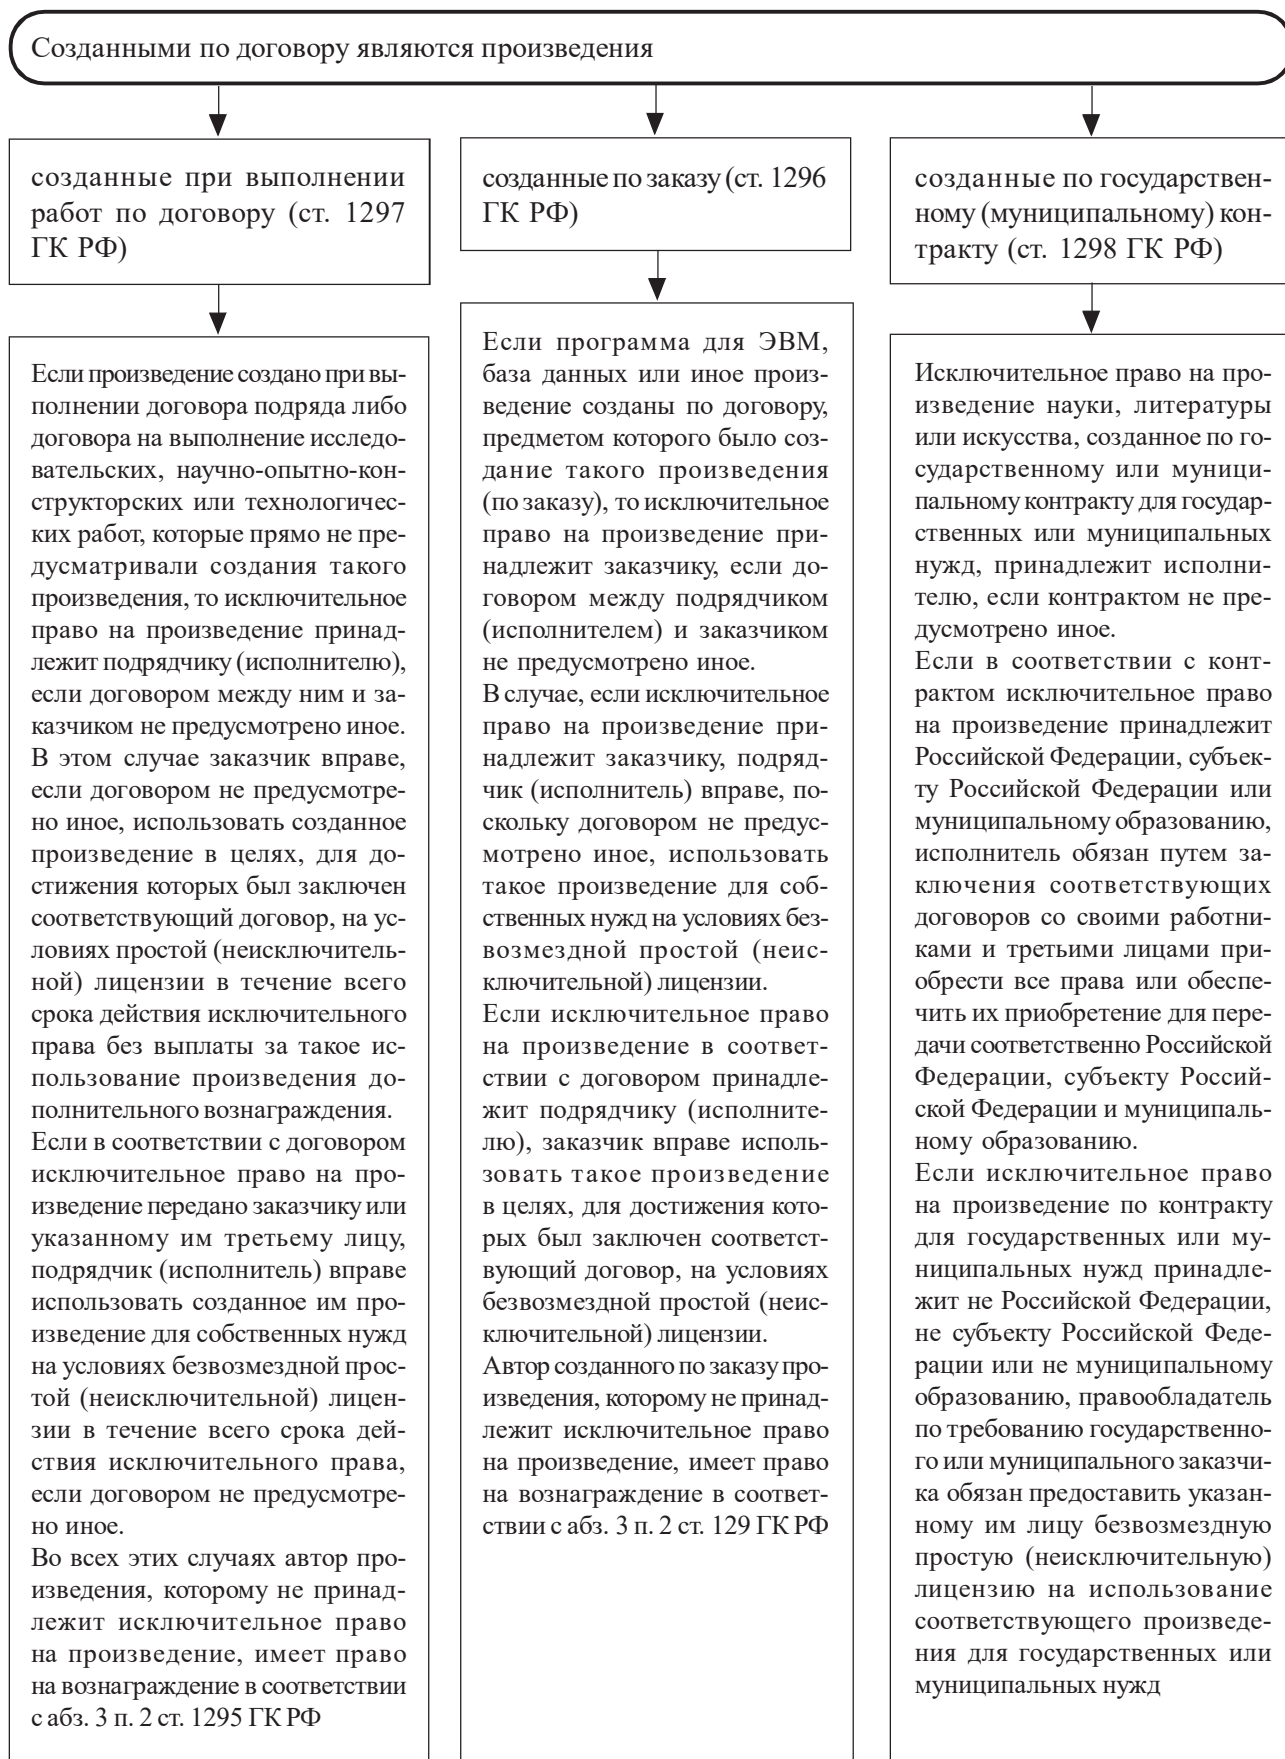 Созданными по договору являются произведения
созданные при выполнении
работ по договору (ст. 1297
ГК РФ)
Если произведение создано при вы-
полнении договора подряда либо
договора на выполнение исследо-
вательских, научно-опытно-кон-
структорских или технологичес-
ких работ, которые прямо не пре-
дусматривали создания такого
произведения, то исключительное
право на произведение принад-
лежит подрядчику (исполнителю),
если договором между ним и за-
казчиком не предусмотрено иное.
В этом случае заказчик вправе,
если договором не предусмотре-
но иное, использовать созданное
произведение в целях, для до-
стижения которых был заключен
соответствующий договор, на ус-
ловиях простой (неисключитель-
ной) лицензии в течение всего
срока действия исключительного
права без выплаты за такое ис-
пользование произведения до-
полнительного вознаграждения.
Если в соответствии с договором
исключительное право на про-
изведение передано заказчику или
указанному им третьему лицу,
подрядчик (исполнитель) вправе
использовать созданное им про-
изведение для собственных нужд
на условиях безвозмездной прос-
той (неисключительной) лицен-
зии в течение всего срока дей-
ствия исключительного права,
если договором не предусмотре-
но иное.
Во всех этих случаях автор про-
изведения, которому не принад-
лежит исключительное право
на произведение, имеет право
на вознаграждение в соответствии
с абз. 3 п. 2 ст. 1295 ГК РФ
созданные по заказу (ст. 1296
ГК РФ)
Если программа для ЭВМ,
база данных или иное произ-
ведение созданы по договору,
предметом которого было соз-
дание такого произведения
(по заказу), то исключительное
право на произведение при-
надлежит заказчику, если до-
говором между подрядчиком
(исполнителем) и заказчиком
не предусмотрено иное.
В случае, если исключительное
право на произведение при-
надлежит заказчику, подряд-
чик (исполнитель) вправе, по-
скольку договором не предус-
мотрено иное, использовать
такое произведение для соб-
ственных нужд на условиях без-
возмездной простой (неис-
ключительной) лицензии.
Если исключительное право
на произведение в соответ-
ствии с договором принадле-
жит подрядчику (исполните-
лю), заказчик вправе исполь-
зовать такое произведение
в целях, для достижения кото-
рых был заключен соответст-
вующий договор, на условиях
безвозмездной простой (неис-
ключительной) лицензии.
Автор созданного по заказу про-
изведения, которому не принад-
лежит исключительное право
на произведение, имеет право
на вознаграждение в соответ-
ствии с абз. 3 п. 2 ст. 129 ГК РФ
созданные по государствен-
ному (муниципальному) кон-
тракту (ст. 1298 ГК РФ)
Исключительное право на про-
изведение науки, литературы
или искусства, созданное по го-
сударственному или муници-
пальному контракту для государ-
ственных или муниципальных
нужд, принадлежит исполни-
телю, если контрактом не пре-
дусмотрено иное.
Если в соответствии с конт-
рактом исключительное право
на произведение принадлежит
Российской Федерации, субъек-
ту Российской Федерации или
муниципальному образованию,
исполнитель обязан путем за-
ключения соответствующих
договоров со своими работни-
ками и третьими лицами при-
обрести все права или обеспе-
чить их приобретение для пере-
дачи соответственно Российской
Федерации, субъекту Россий-
ской Федерации и муниципаль-
ному образованию.
Если исключительное право
на произведение по контракту
для государственных или му-
ниципальных нужд принадле-
жит не Российской Федерации,
не субъекту Российской Феде-
рации или не муниципальному
образованию, правообладатель
по требованию государственно-
го или муниципального заказчи-
ка обязан предоставить указан-
ному им лицу безвозмездную
простую (неисключительную)
лицензию на использование
соответствующего произведе-
ния для государственных или
муниципальных нужд